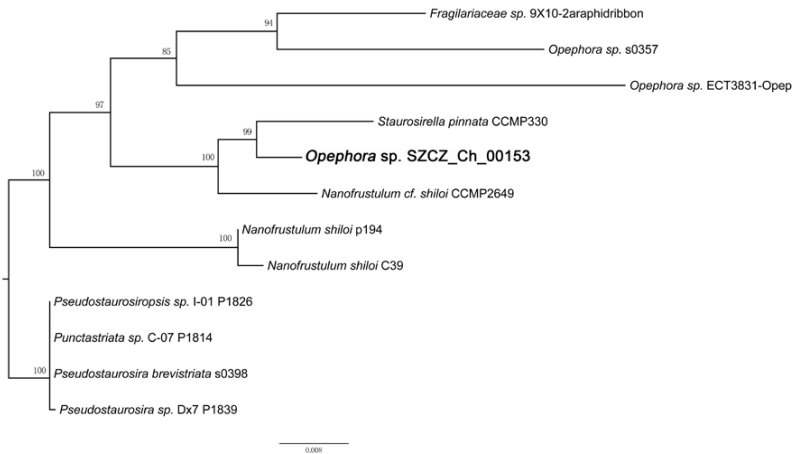 94
Fragilariaceae sp. 9X10-2araphidribbon
Opephora sp. s0357
85
Opephora sp. ECT3831-Opep
97
99
Staurosirella pinnata CCMP330
Opephora sp. SZCZ_Ch_00153
100
Nanofrustulum cf. shiloi CCMP2649
100
100
Nanofrustulum shiloi p194
Nanofrustulum shiloi C39
Pseudostaurosiropsis sp. I-01 P1826
Punctastriata sp. C-07 P1814
100
Pseudostaurosira brevistriata s0398
Pseudostaurosira sp. Dx7 P1839
0.008